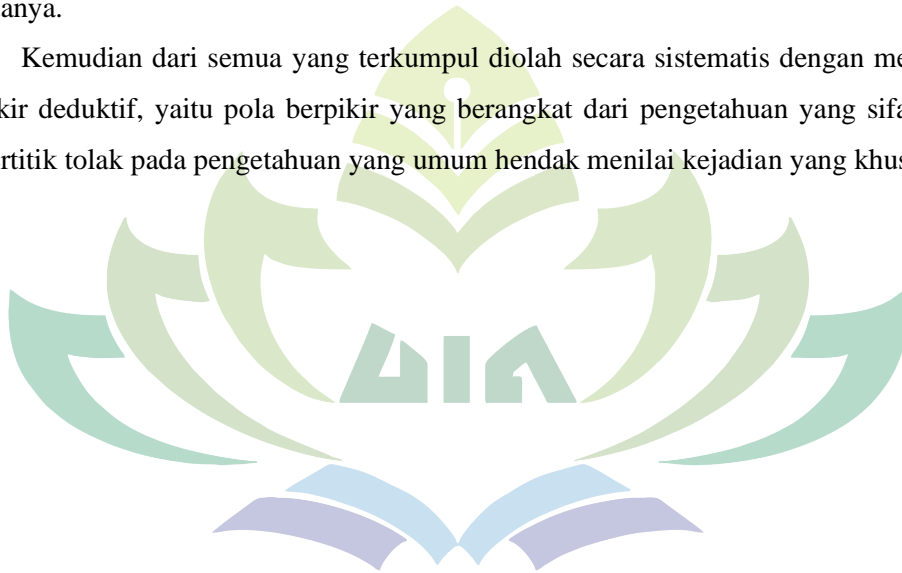 anya.
Kemudian dari semua yang terkumpul diolah secara sistematis dengan me
kir deduktif, yaitu pola berpikir yang berangkat dari pengetahuan yang sifa
rtitik tolak pada pengetahuan yang umum hendak menilai kejadian yang khus
UIN